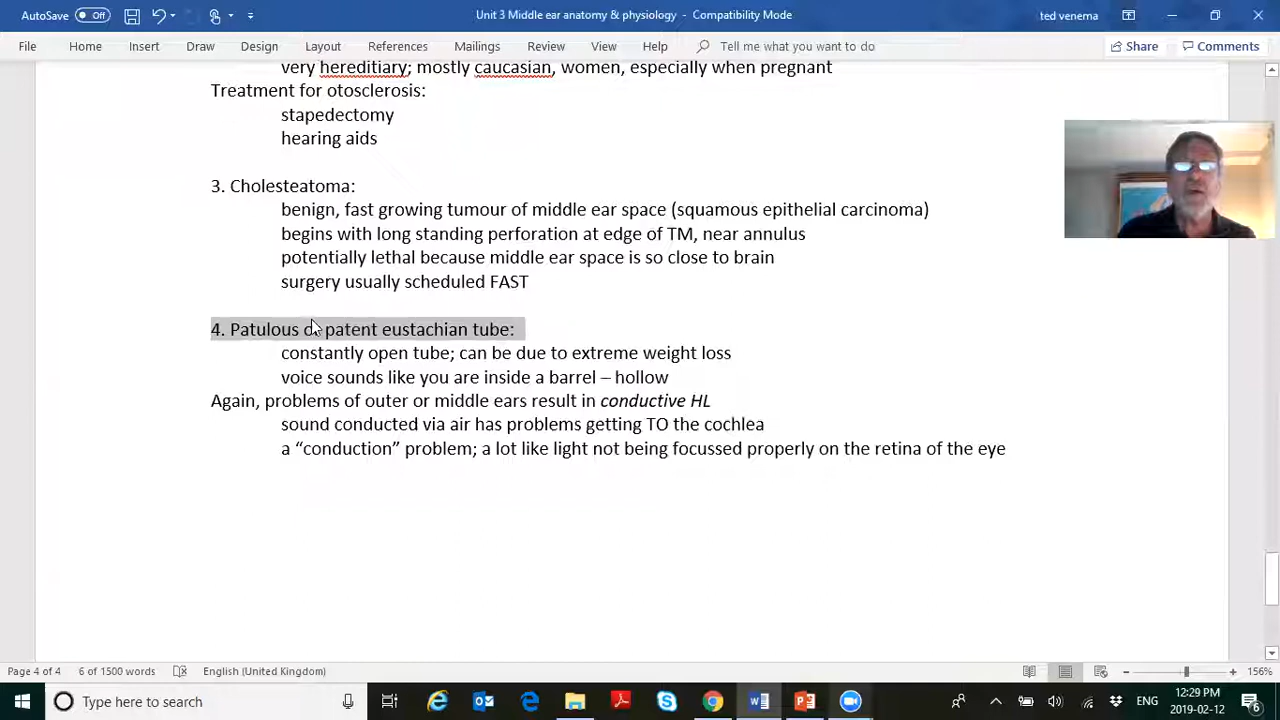 AutoSave Off
Unit 3 Middle ear anatomy & physiology - Compatibility Mode
ted venema
File Home Insert Draw Design Layout References Mailings Review View Help Tell me what you want to do Share Comments
very hereditiary; mostly caucasian, women, especially when pregnant
Treatment for otosclerosis:
stapedectomy
hearing aids
3. Cholesteatoma:
benign, fast growing tumour of middle ear space (squamous epithelial carcinoma)
begins with long standing perforation at edge of TM, near annulus
potentially lethal because middle ear space is so close to brain
surgery usually scheduled FAST
4. Patulous or patent eustachian tube:
constantly open tube; can be due to extreme weight loss
voice sounds like you are inside a barrel – hollow
Again, problems of outer or middle ears result in conductive HL
sound conducted via air has problems getting TO the cochlea
a “conduction” problem; a lot like light not being focussed properly on the retina of the eye
Page 4 of 4 6 of 1500 words English (United Kingdom) 156%
Type here to search
ENG
12:29 PM
2019-02-12
6